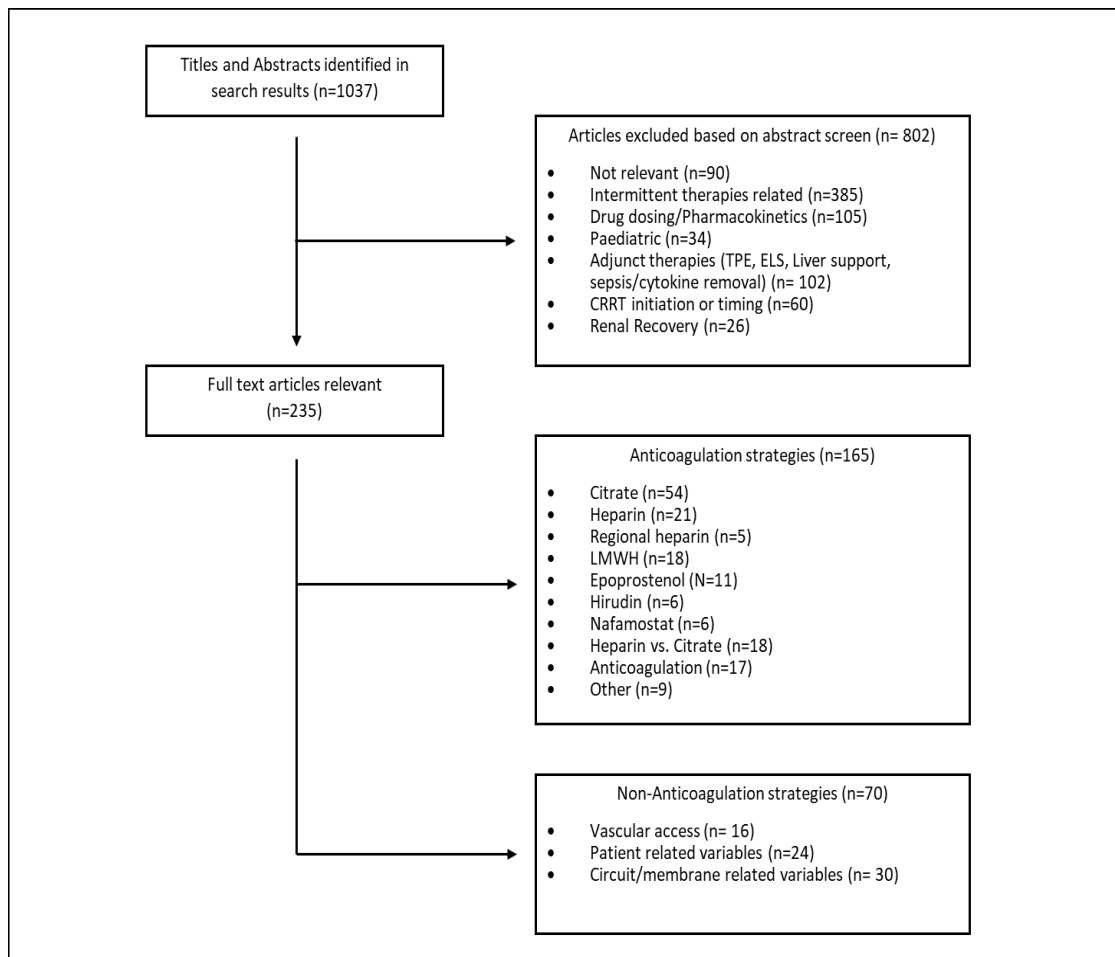 Titles and Abstracts identified in
search results (n=1037)
Articles excluded based on abstract screen (n= 802)
• Not relevant (n=90)
• Intermittent therapies related (n=385)
• Drug dosing/Pharmacokinetics (n=105)
• Paediatric (n=34)
• Adjunct therapies (TPE, ELS, Liver support,
sepsis/cytokine removal) (n= 102)
• CRRT initiation or timing (n=60)
• Renal Recovery (n=26)
Full text articles relevant
(n=235)
Anticoagulation strategies (n=165)
• Citrate (n=54)
• Heparin (n=21)
• Regional heparin (n=5)
• LMWH (n=18)
• Epoprostenol (N=11)
• Hirudin (n=6)
• Nafamostat (n=6)
• Heparin vs. Citrate (n=18)
• Anticoagulation (n=17)
• Other (n=9)
Non-Anticoagulation strategies (n=70)
• Vascular access (n= 16)
• Patient related variables (n=24)
• Circuit/membrane related variables (n= 30)